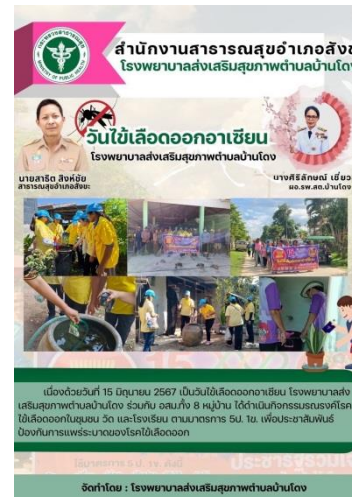 สำนักงานสาธารณสุขอำเภอสังข
โรงพยาบาลส่งเสริมสุขภาพตำบลบ้านโดง
วันไข้เลือดออกอาเซียน
โรงพยาบาลส่งเสริมสุขภาพตำบลบ้านโดง
นายสาธิต สิงห์ชัย
สาธารณสุขอำเภอสังขะ
นางศิริลักษณ์ เชี่ยว
ผอ.รพ.สต.บ้านโดง
เนื่องด้วยวันที่ 15 มิถุนายน 2567 เป็นวันไข้เลือดออกอาเซียน โรงพยาบาลส่ง
เสริมสุขภาพตำบลบ้านโดง ร่วมกับ อสม.ทั้ง 8 หมู่บ้าน ได้ดำเนินกิจกรรมรณรงค์โรค
ไข้เลือดออกในชุมชน วัด และโรงเรียน ตามมาตรการ 5ป. 1ข. เพื่อประชาสัมพันธ์
ป้องกันการแพร่ระบาดของโรคไข้เลือดออก
จัดทำโดย : โรงพยาบาลส่งเสริมสุขภาพตำบลบ้านโดง